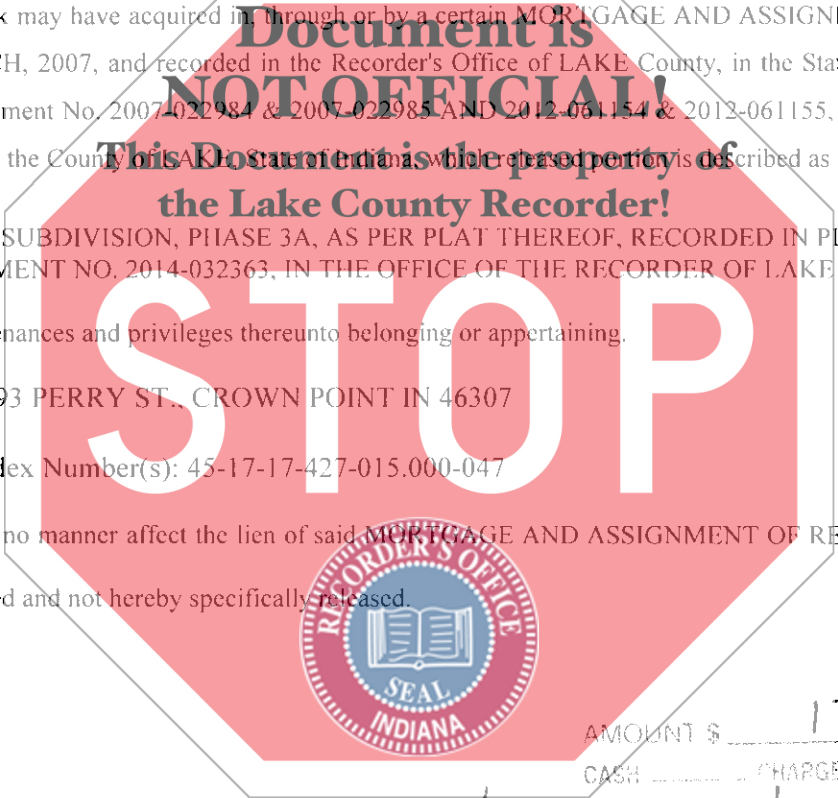 k may have acquired in, through or by a certain MORTGAGE AND ASSIGN
Document is
H, 2007, and recorded in the Recorder's Office of LAKE County, in the Sta
NOT OFFICIAL!
ment No. 2007-022984 & 2007-022985 AND 2012-061154 & 2012-061155,
the County of LAKE, State of Indiana, which released portion is described as
This Document is the property of
the Lake County Recorder!
SUBDIVISION, PHASE 3A, AS PER PLAT THEREOF, RECORDED IN PL
MENT NO. 2014-032363, IN THE OFFICE OF THE RECORDER OF LAKE
nances and privileges thereunto belonging or appertaining.
STOP
93 PERRY ST., CROWN POINT IN 46307
lex Number(s): 45-17-17-427-015.000-047
no manner affect the lien of said MORTGAGE AND ASSIGNMENT OF RE
d and not hereby specifically released.
RECORDER'S OFFICE
SEAL
INDIANA
AMOUNT $
CASH CHARGE